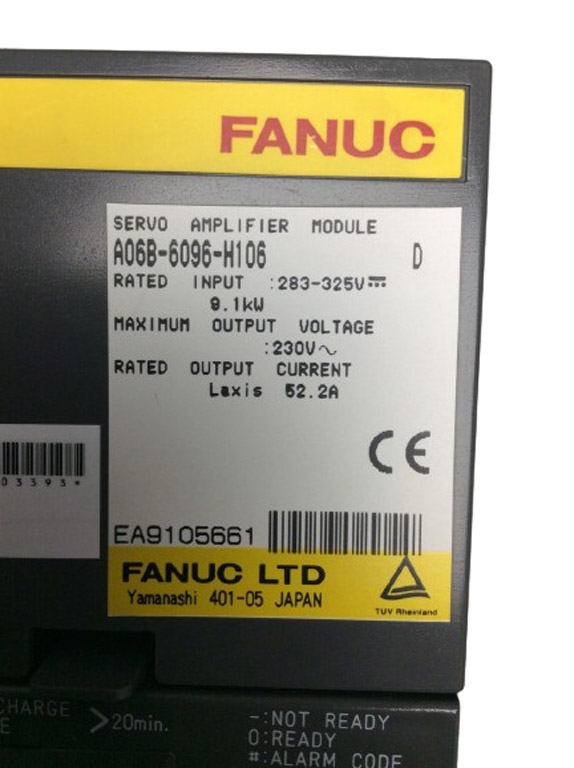 FANUC
SERVO AMPLIFIER MODULE
A06B-6096-H106 D
RATED INPUT :283-325V⎓
9.1kW
MAXIMUM OUTPUT VOLTAGE
:230V～
RATED OUTPUT CURRENT
Laxis 52.2A
CE
03393*
EA9105661
FANUC LTD
Yamanashi 401-05 JAPAN
TUV Rheinland
CHARGE
E >20min.
-:NOT READY
0:READY
#:ALARM CODE